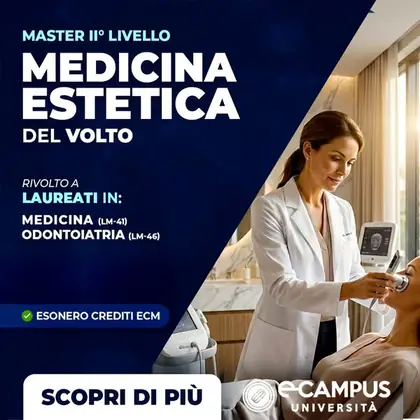 MASTER II° LIVELLO
MEDICINA
ESTETICA
DEL VOLTO
RIVOLTO A
LAUREATI IN:
MEDICINA (LM-41)
ODONTOIATRIA (LM-46)
ESONERO CREDITI ECM
SCOPRI DI PIÙ
e-CAMPUS
UNIVERSITÀ